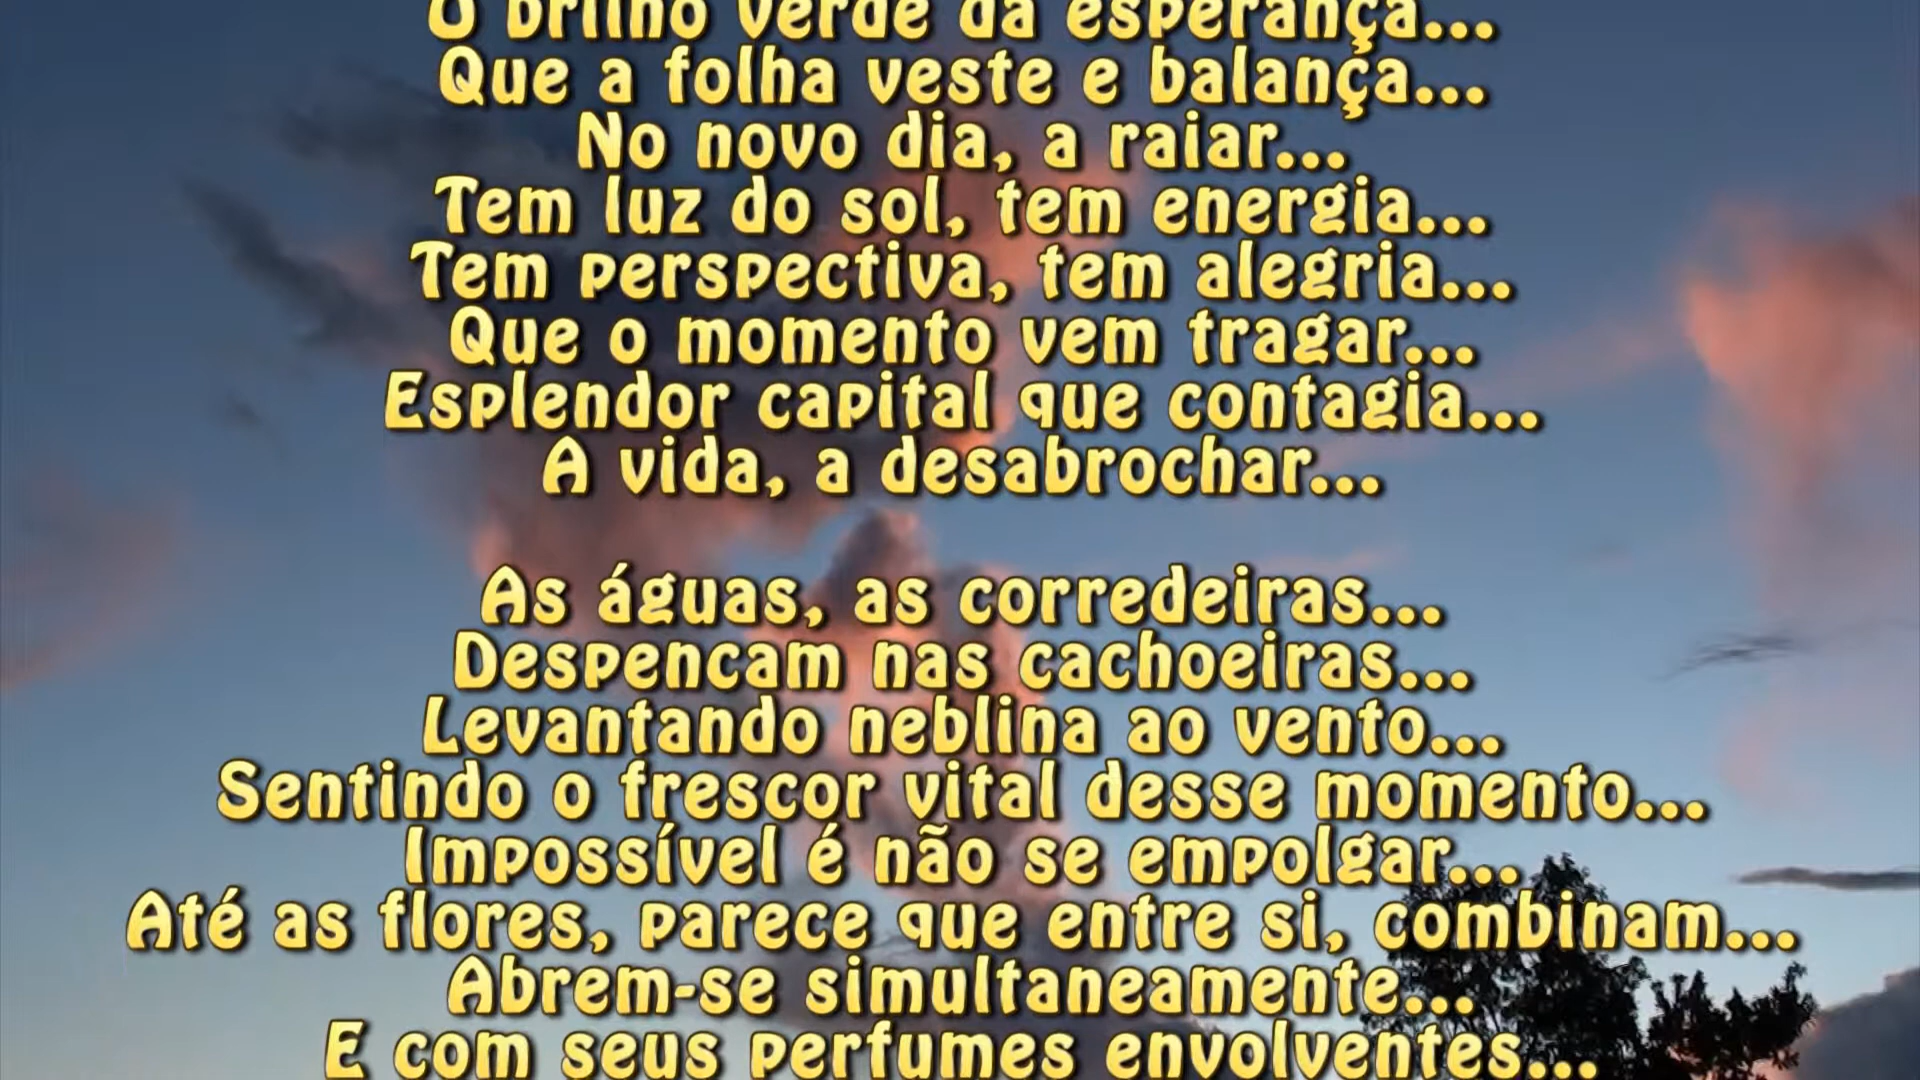 O brilho verde da esperança...
Que a folha veste e balança...
No novo dia, a raiar...
Tem luz do sol, tem energia...
Tem perspectiva, tem alegria...
Que o momento vem tragar...
Esplendor capital que contagia...
A vida, a desabrochar...
As águas, as corredeiras...
Despencam nas cachoeiras...
Levantando neblina ao vento...
Sentindo o frescor vital desse momento...
Impossível é não se empolgar...
Até as flores, parece que entre si, combinam...
Abrem-se simultaneamente...
E com seus perfumes envolventes...